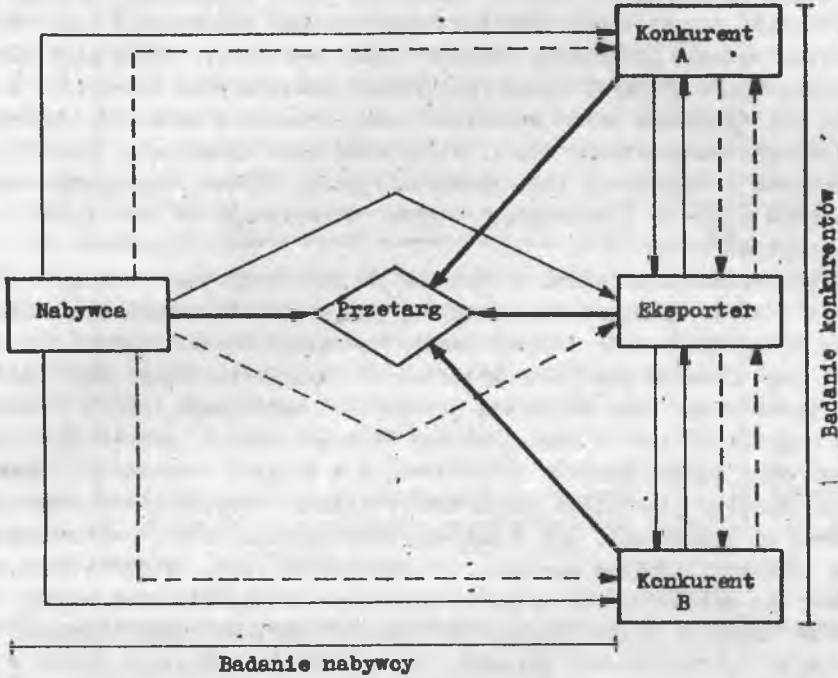 Konkurent
A
Nabywca
Przetarg
Eksporter
Badanie konkurentów
Konkurent
B
Badanie nabywcy